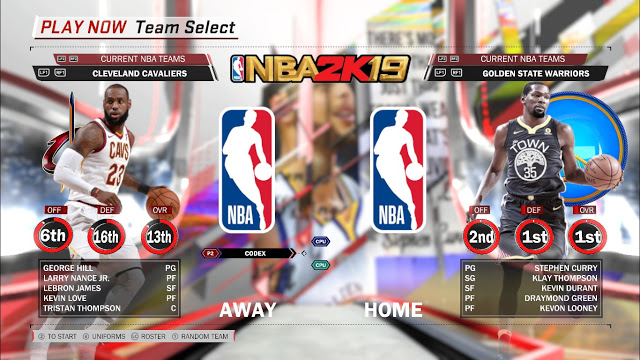 PLAY NOW Team Select
CURRENT NBA TEAMS
CLEVELAND CAVALIERS
NBA2K19
CURRENT NBA TEAMS
GOLDEN STATE WARRIORS
CAVS
23
NBA
NBA
TOWN
35
OFF DEF OVR
6th 16th 13th
OFF DEF OVR
2nd 1st 1st
P2 CODEX CPU
CPU
GEORGE HILL PG
LARRY NANCE JR. PF
LEBRON JAMES SF
KEVIN LOVE PF
TRISTAN THOMPSON C
PG STEPHEN CURRY
SG KLAY THOMPSON
SF KEVIN DURANT
PF DRAYMOND GREEN
PF KEVON LOONEY
AWAY HOME
TO START UNIFORMS ROSTER RANDOM TEAM